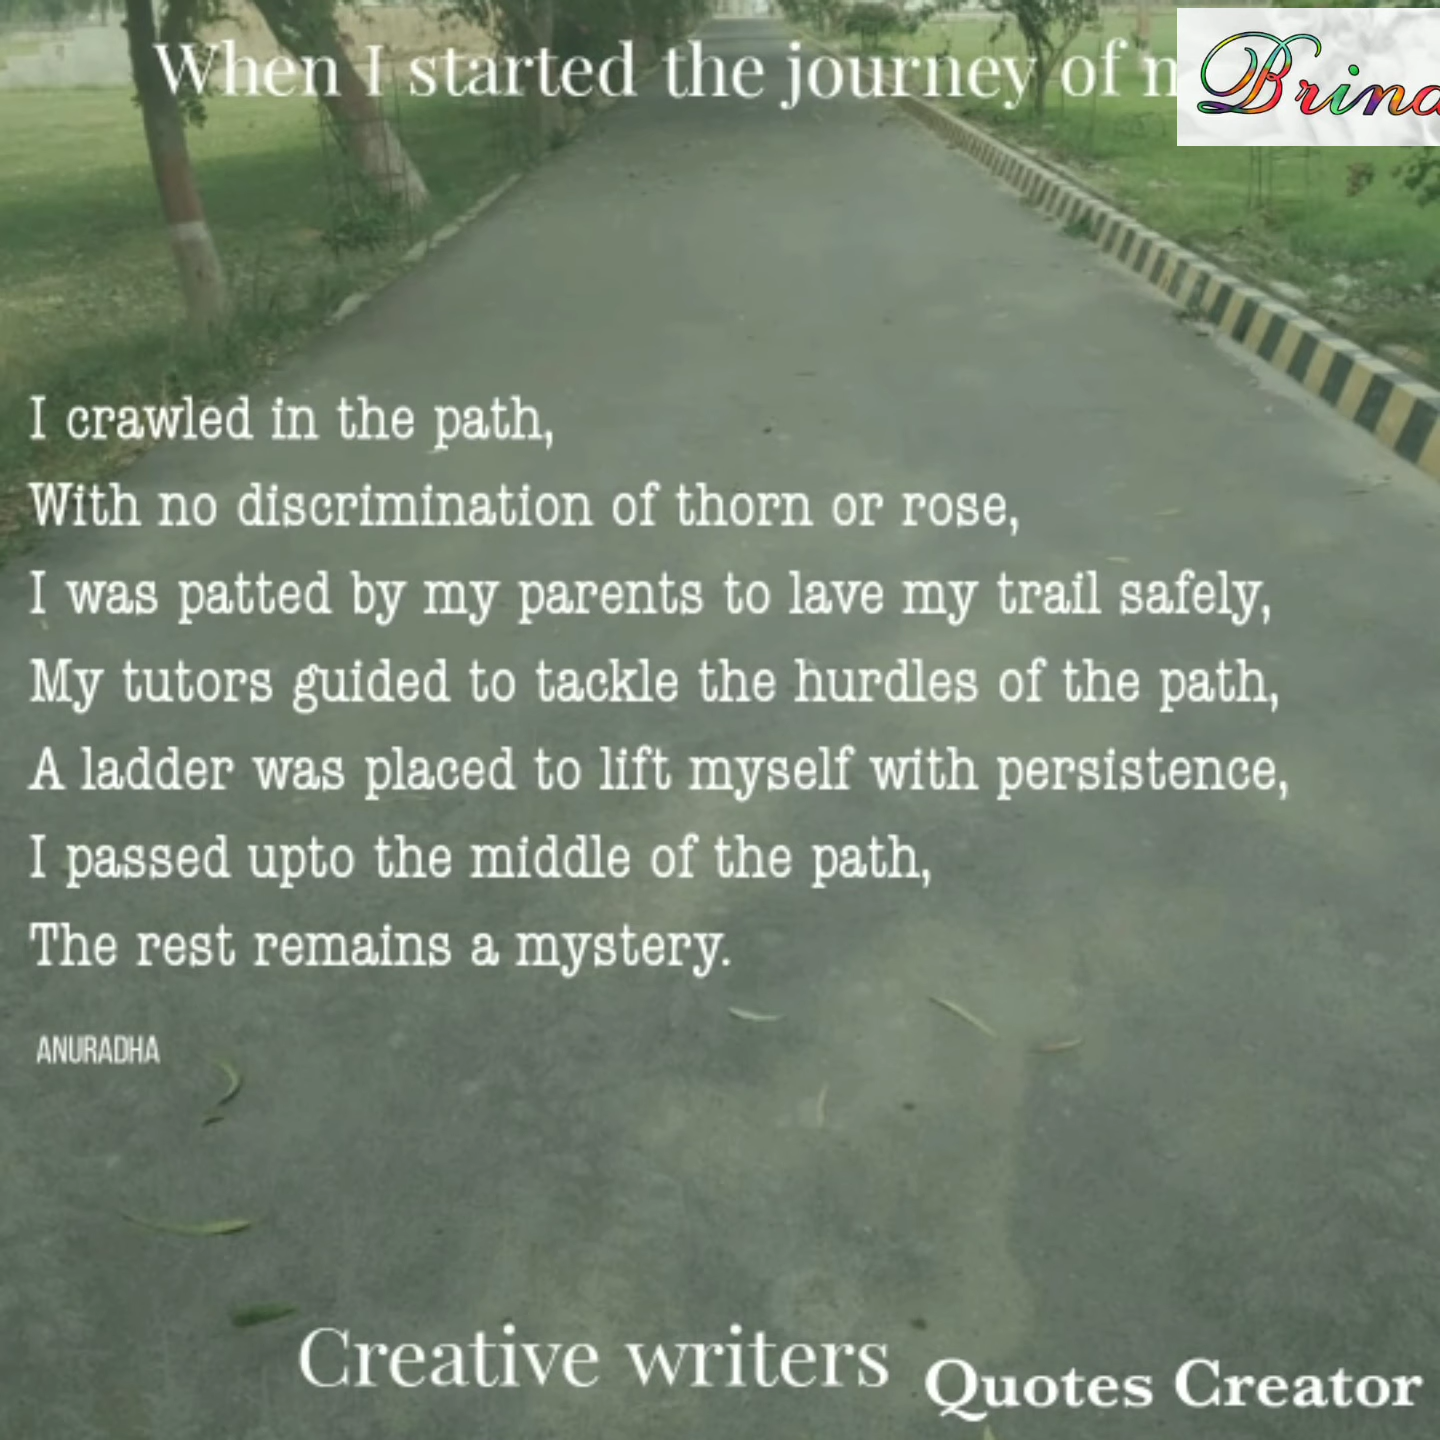 When I started the journey of
I crawled in the path,
With no discrimination of thorn or rose,
I was patted by my parents to lave my trail safely,
My tutors guided to tackle the hurdles of the path,
A ladder was placed to lift myself with persistence,
I passed upto the middle of the path,
The rest remains a mystery.
ANURADHA
Creative writers
Quotes Creator